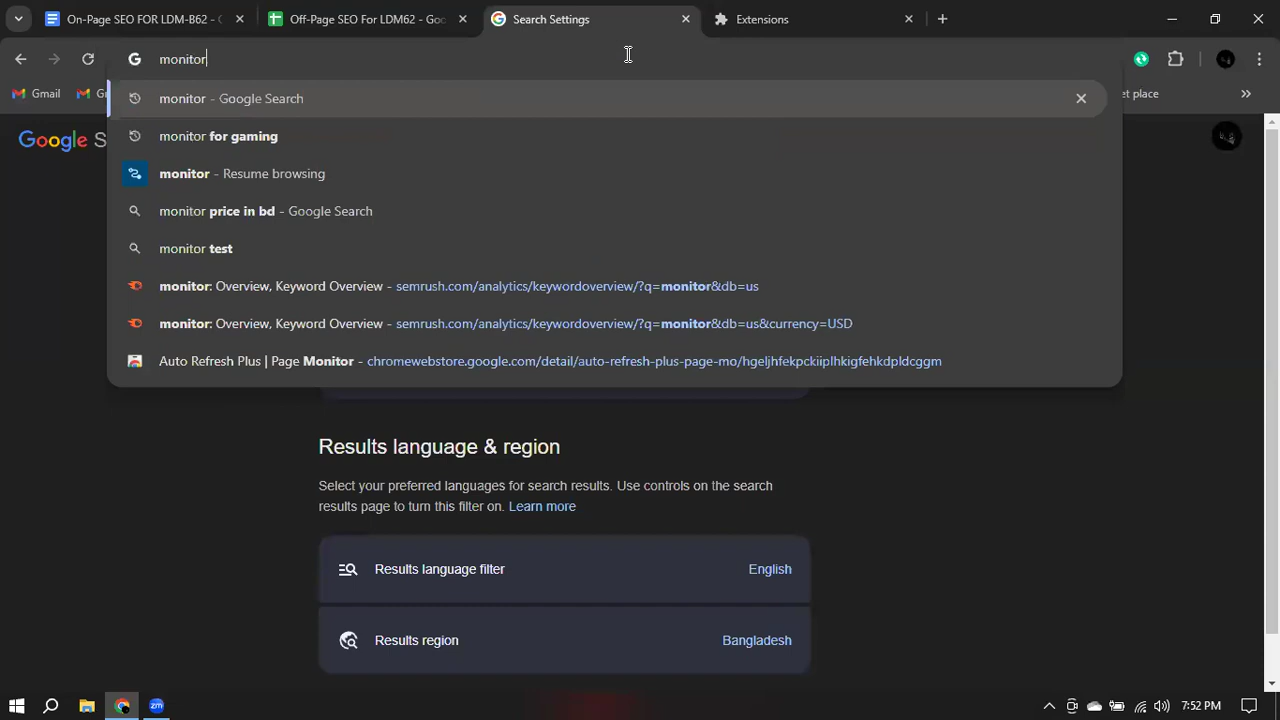 On-Page SEO FOR LDM-B62 - G
Off-Page SEO For LDM62 - Goo
Search Settings
Extensions
monitor
Gmail
et place
monitor - Google Search
Google S
monitor for gaming
monitor - Resume browsing
monitor price in bd - Google Search
monitor test
monitor: Overview, Keyword Overview - semrush.com/analytics/keywordoverview/?q=monitor&db=us
monitor: Overview, Keyword Overview - semrush.com/analytics/keywordoverview/?q=monitor&db=us&currency=USD
Auto Refresh Plus | Page Monitor - chromewebstore.google.com/detail/auto-refresh-plus-page-mo/hgeljhfekpckiiplhkigfehkdpldcggm
Results language & region
Select your preferred languages for search results. Use controls on the search
results page to turn this filter on. Learn more
Results language filter English
Results region Bangladesh
zm
7:52 PM